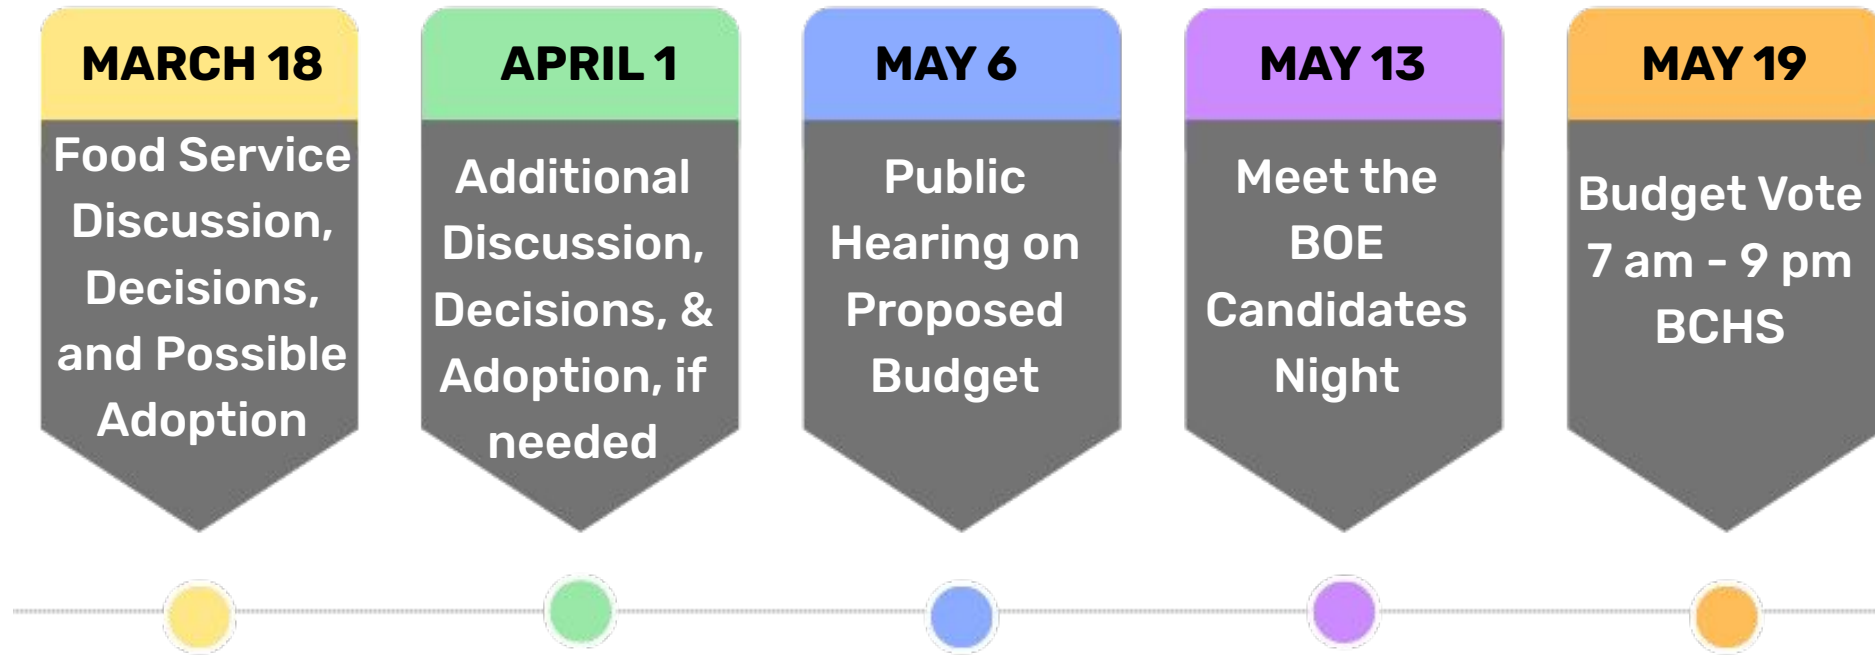 MARCH 18
Food Service
Discussion,
Decisions,
and Possible
Adoption
APRIL 1
Additional
Discussion,
Decisions, &
Adoption, if
needed
MAY 6
Public
Hearing on
Proposed
Budget
MAY 13
Meet the
BOE
Candidates
Night
MAY 19
Budget Vote
7 am - 9 pm
BCHS